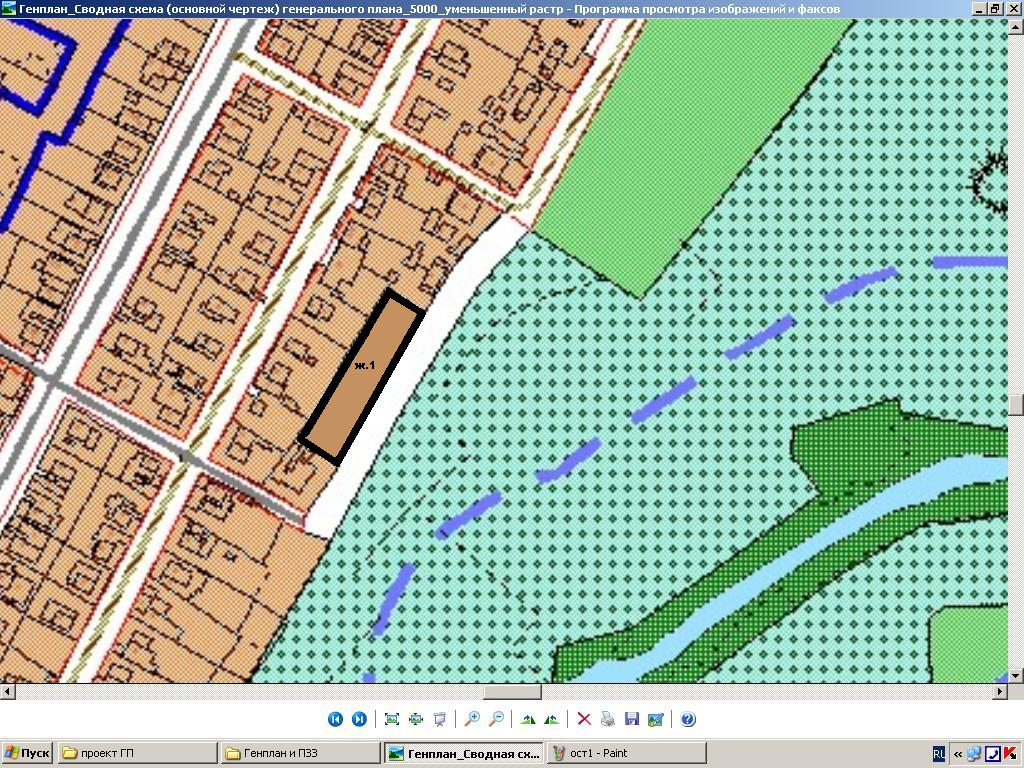 Генплан_Сводная схема (основной чертеж) генерального плана_5000_уменьшенный растр - Программа просмотра изображений и факсов
ж.1
Пуск
проект ГП
Генплан и ПЗЗ
Генплан_Сводная сх...
ост1 - Paint
RL